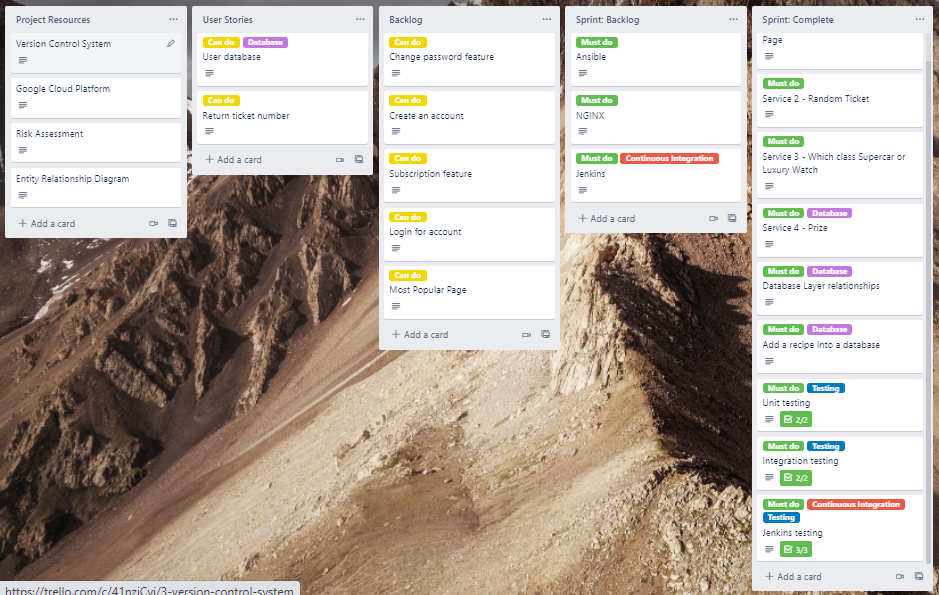 Project Resources
Version Control System
Google Cloud Platform
Risk Assessment
Entity Relationship Diagram
+ Add a card
User Stories
Can do Database
User database
Can do
Return ticket number
+ Add a card
Backlog
Can do
Change password feature
Can do
Create an account
Can do
Subscription feature
Can do
Login for account
Can do
Most Popular Page
+ Add a card
Sprint: Backlog
Must do
Ansible
Must do
NGINX
Must do Continuous Integration
Jenkins
+ Add a card
Sprint: Complete
Page
Must do
Service 2 - Random Ticket
Must do
Service 3 - Which class Supercar or
Luxury Watch
Must do Database
Service 4 - Prize
Must do Database
Database Layer relationships
Must do Database
Add a recipe into a database
Must do Testing
Unit testing
2/2
Must do Testing
Integration testing
2/2
Must do Continuous Integration
Testing
Jenkins testing
3/3
+ Add a card
https://trello.com/c/41nziCvi/3-version-control-system